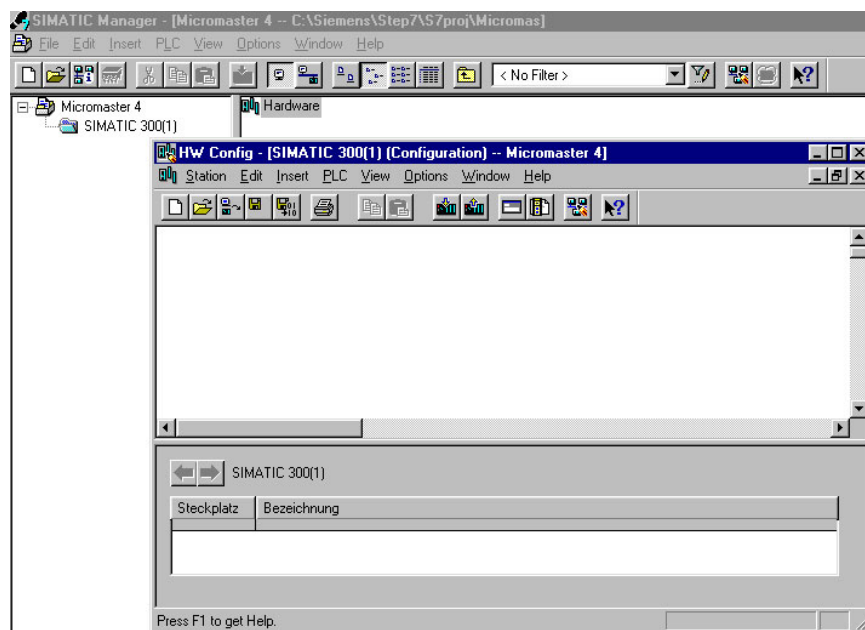 SIMATIC Manager - [Micromaster 4 -- C:\Siemens\Step7\S7proj\Micromas]
File Edit Insert PLC View Options Window Help
< No Filter >
Micromaster 4
SIMATIC 300(1)
Hardware
HW Config - [SIMATIC 300(1) (Configuration) -- Micromaster 4]
Station Edit Insert PLC View Options Window Help
SIMATIC 300(1)
Steckplatz Bezeichnung
Press F1 to get Help.